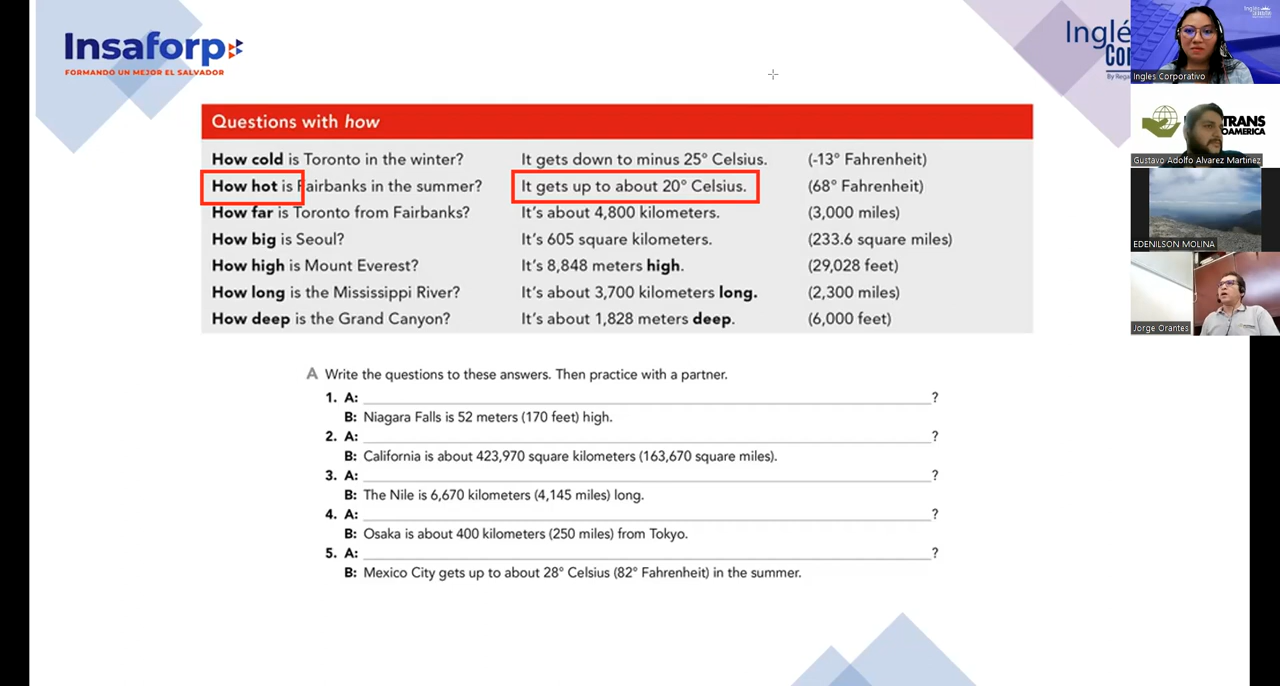 Insaforp
FORMANDO UN MEJOR EL SALVADOR
Inglé
Cor
By Rega
Ingles Corporativo
TRANS
OAMERICA
Gustavo Adolfo Alvarez Martinez
EDENILSON MOLINA
Jorge Orantes
Questions with how
How cold is Toronto in the winter? It gets down to minus 25° Celsius. (-13° Fahrenheit)
How hot is Fairbanks in the summer? It gets up to about 20° Celsius. (68° Fahrenheit)
How far is Toronto from Fairbanks? It's about 4,800 kilometers. (3,000 miles)
How big is Seoul? It's 605 square kilometers. (233.6 square miles)
How high is Mount Everest? It's 8,848 meters high. (29,028 feet)
How long is the Mississippi River? It's about 3,700 kilometers long. (2,300 miles)
How deep is the Grand Canyon? It's about 1,828 meters deep. (6,000 feet)
A Write the questions to these answers. Then practice with a partner.
1. A: ?
B: Niagara Falls is 52 meters (170 feet) high.
2. A: ?
B: California is about 423,970 square kilometers (163,670 square miles).
3. A: ?
B: The Nile is 6,670 kilometers (4,145 miles) long.
4. A: ?
B: Osaka is about 400 kilometers (250 miles) from Tokyo.
5. A: ?
B: Mexico City gets up to about 28° Celsius (82° Fahrenheit) in the summer.